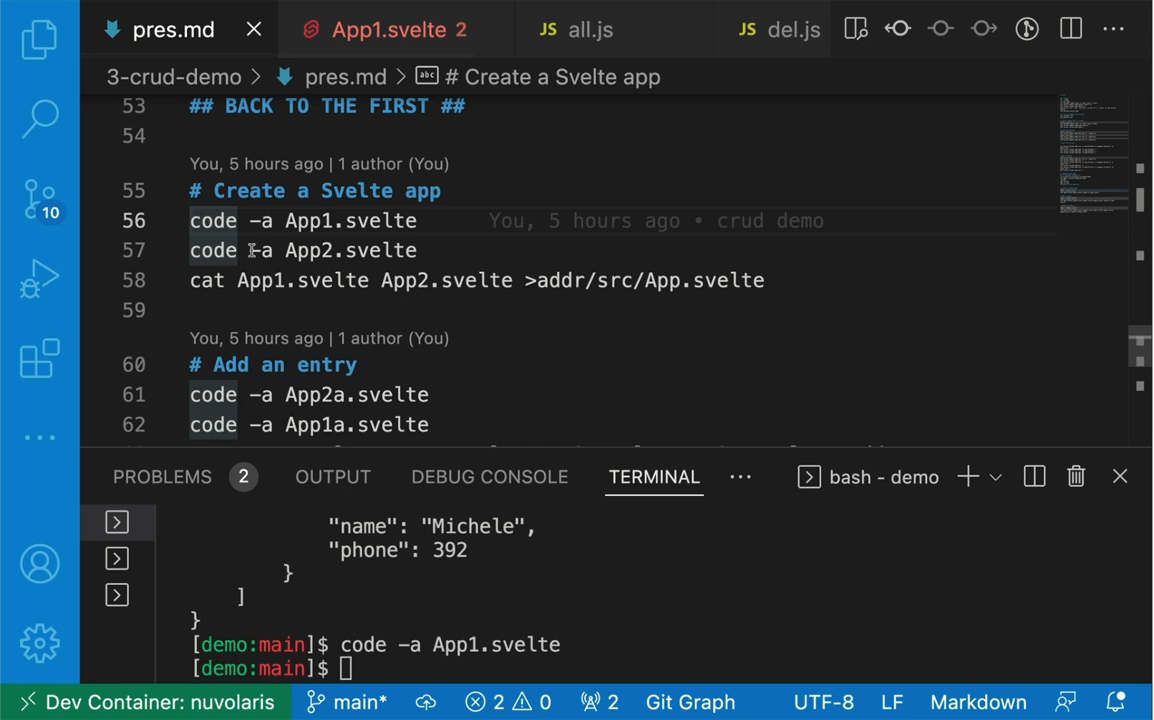 pres.md
App1.svelte 2
JS all.js
JS del.js
3-crud-demo > pres.md > abc # Create a Svelte app
53 ## BACK TO THE FIRST ##
54
You, 5 hours ago | 1 author (You)
55 # Create a Svelte app
56 code -a App1.svelte You, 5 hours ago • crud demo
57 code -a App2.svelte
58 cat App1.svelte App2.svelte >addr/src/App.svelte
59
You, 5 hours ago | 1 author (You)
60 # Add an entry
61 code -a App2a.svelte
62 code -a App1a.svelte
10
PROBLEMS 2 OUTPUT DEBUG CONSOLE TERMINAL ··· bash - demo
"name": "Michele",
"phone": 392
}
]
}
[demo:main]$ code -a App1.svelte
[demo:main]$
Dev Container: nuvolaris main* 2 0 2 Git Graph UTF-8 LF Markdown